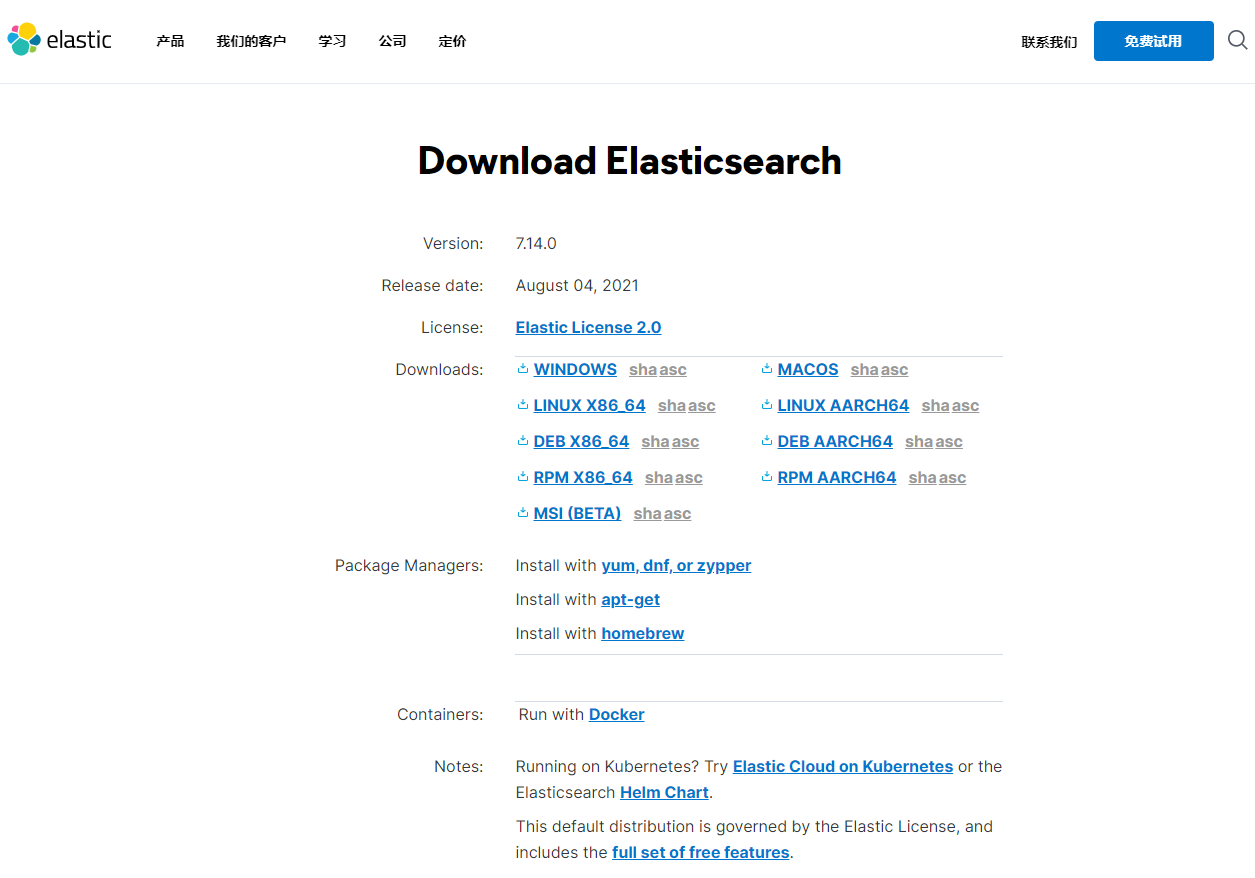 elastic 产品 我们的客户 学习 公司 定价 联系我们 免费试用
Download Elasticsearch
Version: 7.14.0
Release date: August 04, 2021
License: Elastic License 2.0
Downloads: WINDOWS sha asc MACOS sha asc
LINUX X86_64 sha asc LINUX AARCH64 sha asc
DEB X86_64 sha asc DEB AARCH64 sha asc
RPM X86_64 sha asc RPM AARCH64 sha asc
MSI (BETA) sha asc
Package Managers: Install with yum, dnf, or zypper
Install with apt-get
Install with homebrew
Containers: Run with Docker
Notes: Running on Kubernetes? Try Elastic Cloud on Kubernetes or the
Elasticsearch Helm Chart.
This default distribution is governed by the Elastic License, and
includes the full set of free features.